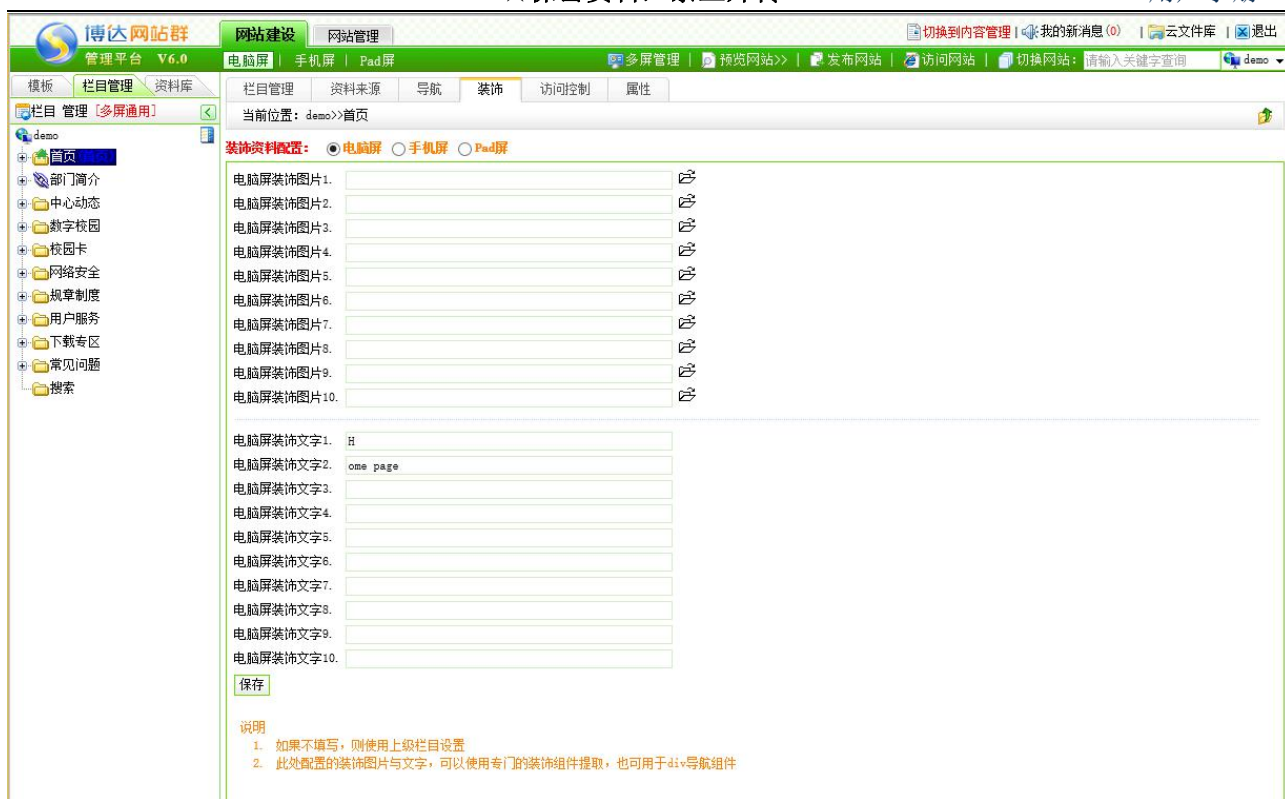 博达网站群
管理平台 V6.0
网站建设 网站管理
切换到内容管理 | 我的新消息(0) | 云文件库 | 退出
电脑屏 | 手机屏 | Pad屏
多屏管理 | 预览网站>> | 发布网站 | 访问网站 | 切换网站: 请输入关键字查询 demo
模板 栏目管理 资料库
栏目 管理 [多屏通用]
demo
首页
部门简介
中心动态
数字校园
校园卡
网络安全
规章制度
用户服务
下载专区
常见问题
搜索
栏目管理 资料来源 导航 装饰 访问控制 属性
当前位置: demo>>首页
装饰资料配置: 电脑屏 手机屏 Pad屏
电脑屏装饰图片1.
电脑屏装饰图片2.
电脑屏装饰图片3.
电脑屏装饰图片4.
电脑屏装饰图片5.
电脑屏装饰图片6.
电脑屏装饰图片7.
电脑屏装饰图片8.
电脑屏装饰图片9.
电脑屏装饰图片10.
电脑屏装饰文字1. H
电脑屏装饰文字2. ome page
电脑屏装饰文字3.
电脑屏装饰文字4.
电脑屏装饰文字5.
电脑屏装饰文字6.
电脑屏装饰文字7.
电脑屏装饰文字8.
电脑屏装饰文字9.
电脑屏装饰文字10.
保存
说明
1. 如果不填写，则使用上级栏目设置
2. 此处配置的装饰图片与文字，可以使用专门的装饰组件提取，也可用于div导航组件